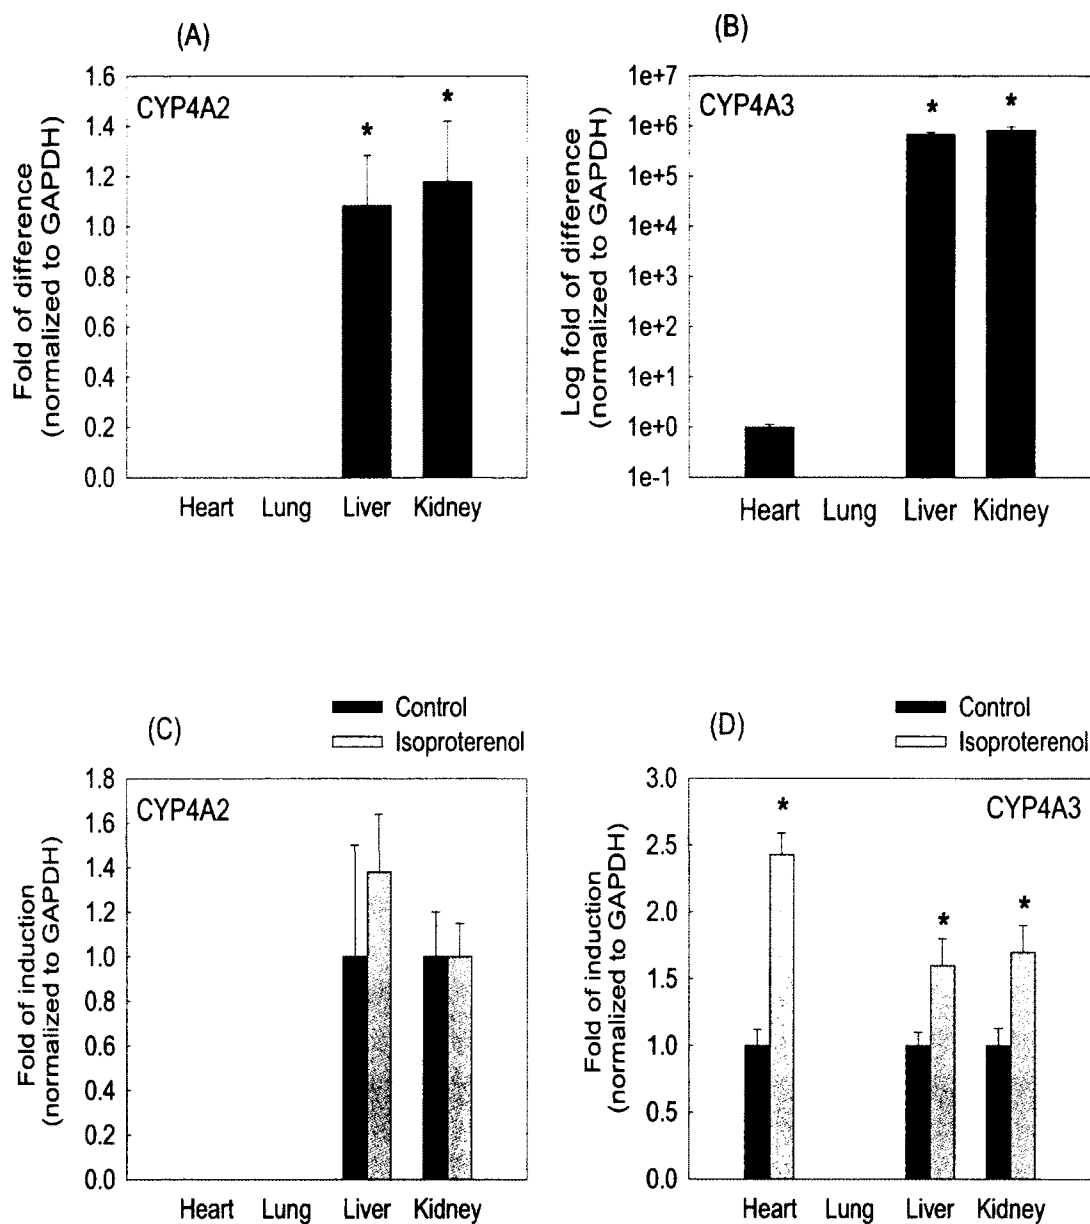 (A)
CYP4A2
Fold of difference
(normalized to GAPDH)
1.6
1.4
1.2
1.0
0.8
0.6
0.4
0.2
0.0
*
*
Heart Lung Liver Kidney
(B)
CYP4A3
Log fold of difference
(normalized to GAPDH)
1e+7
1e+6
1e+5
1e+4
1e+3
1e+2
1e+1
1e+0
1e-1
*
*
Heart Lung Liver Kidney
(C)
Control
Isoproterenol
CYP4A2
Fold of induction
(normalized to GAPDH)
1.8
1.6
1.4
1.2
1.0
0.8
0.6
0.4
0.2
0.0
Heart Lung Liver Kidney
(D)
Control
Isoproterenol
CYP4A3
Fold of induction
(normalized to GAPDH)
3.0
2.5
2.0
1.5
1.0
0.5
0.0
*
*
*
Heart Lung Liver Kidney